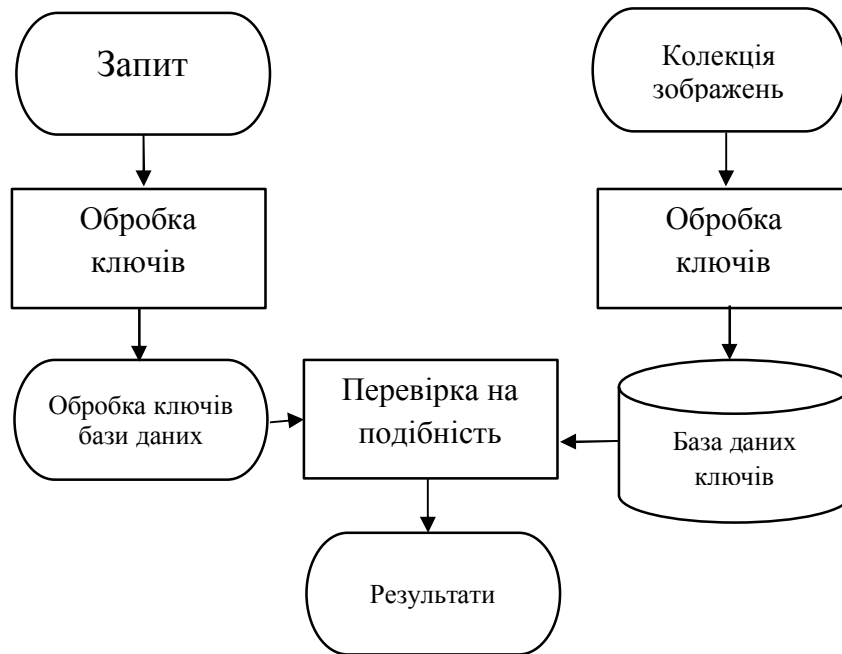 Запит
Колекція
зображень
Обробка
ключів
Обробка
ключів
Обробка ключів
бази даних
Перевірка на
подібність
База даних
ключів
Результати